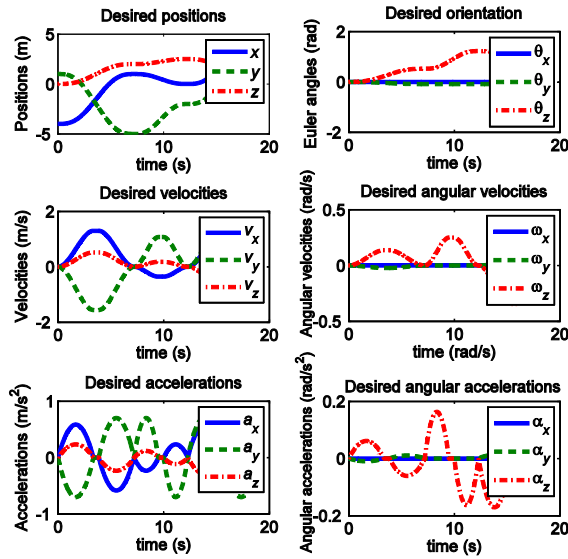 Desired positions
Positions (m)
5
0
-5
0
10
20
time (s)
x
y
z
Desired orientation
Euler angles (rad)
2
0
-2
0
10
20
time (s)
θx
θy
θz
Desired velocities
Velocities (m/s)
2
0
-2
0
10
20
time (s)
vx
vy
vz
Desired angular velocities
Angular velocities (rad/s)
0.5
0
-0.5
0
10
20
time (rad/s)
ωx
ωy
ωz
Desired accelerations
Accelerations (m/s²)
1
0
-1
0
10
20
time (s)
ax
ay
az
Desired angular accelerations
Angular accelerations (rad/s²)
0.2
0
-0.2
0
10
20
time (s)
αx
αy
αz